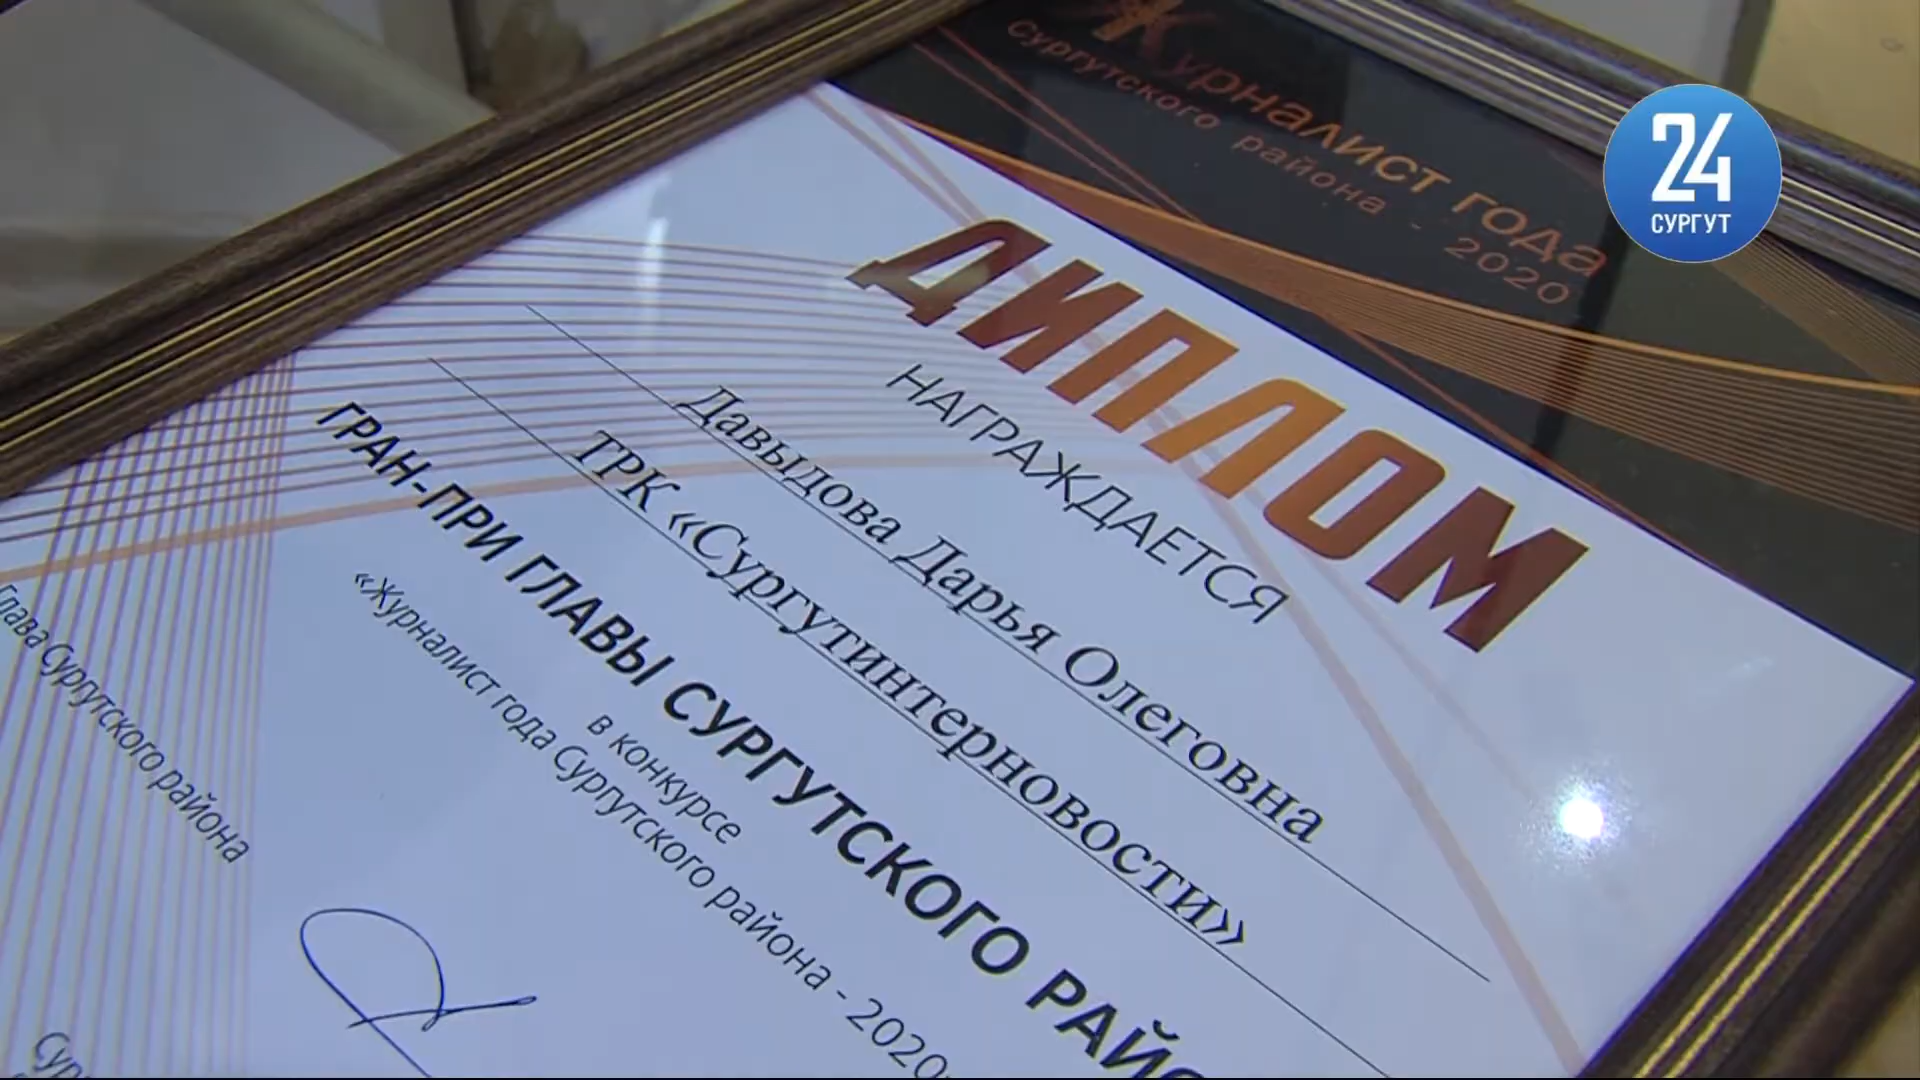 Журналист года
Сургутского района - 2020
24
СУРГУТ
ДИПЛОМ
НАГРАЖДАЕТСЯ
Давыдова Дарья Олеговна
ТРК «Сургутинтерновости»
ГРАН-ПРИ ГЛАВЫ СУРГУТСКОГО РАЙО
в конкурсе
«Журналист года Сургутского района - 2020»
Глава Сургутского района